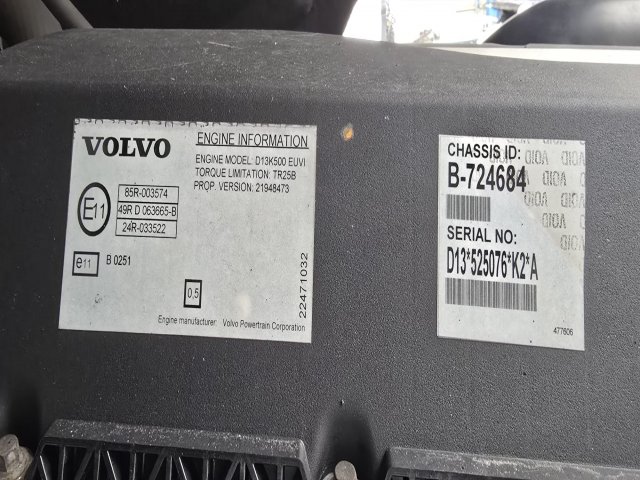 VOLVO
ENGINE INFORMATION
ENGINE MODEL: D13K500 EUVI
TORQUE LIMITATION: TR25B
PROP. VERSION: 21948473
E11
85R-003574
49R D 063665-B
24R-033522
e11
B 0251
0,5
22471032
Engine manufacturer: Volvo Powertrain Corporation
CHASSIS ID:
B-724684
SERIAL NO:
D13*525076*K2*A
477606
VOID